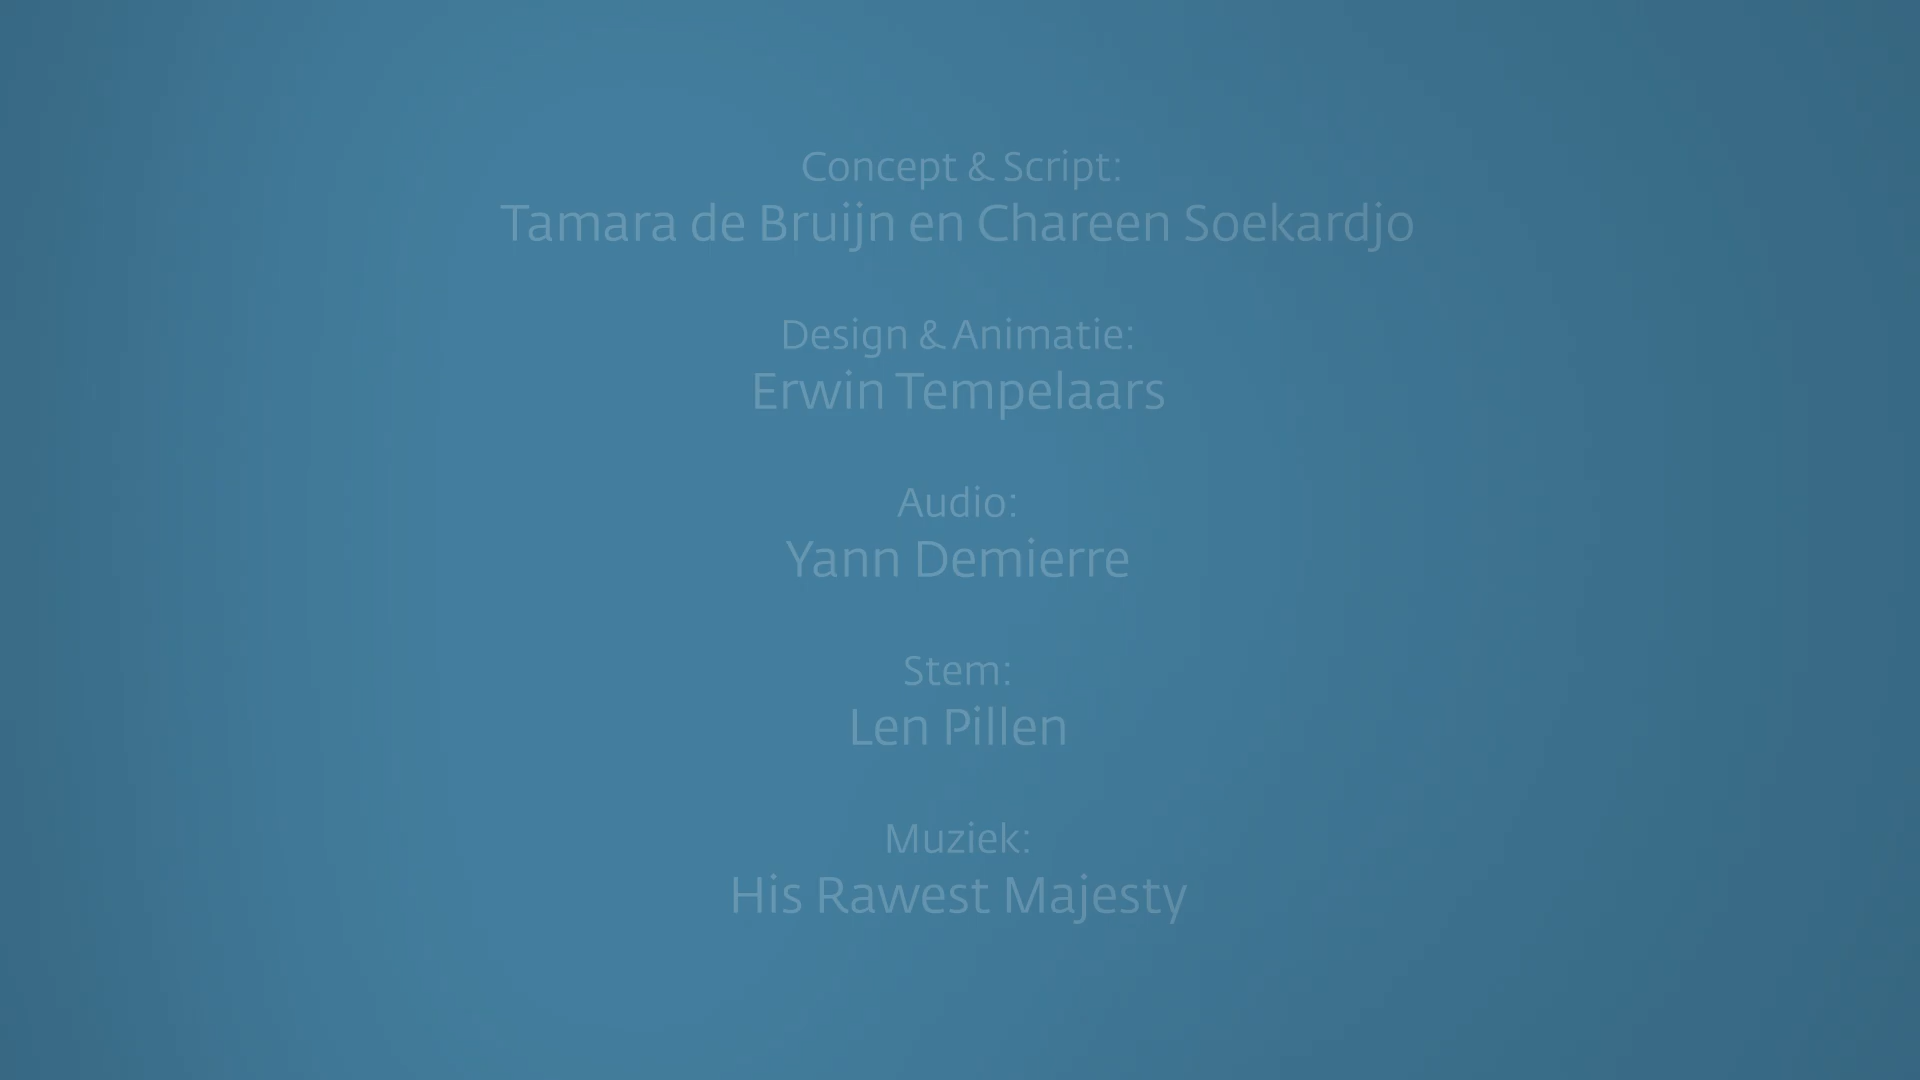 Concept & Script:
Tamara de Bruijn en Chareen Soekardjo
Design & Animatie:
Erwin Tempelaars
Audio:
Yann Demierre
Stem:
Len Pillen
Muziek:
His Rawest Majesty